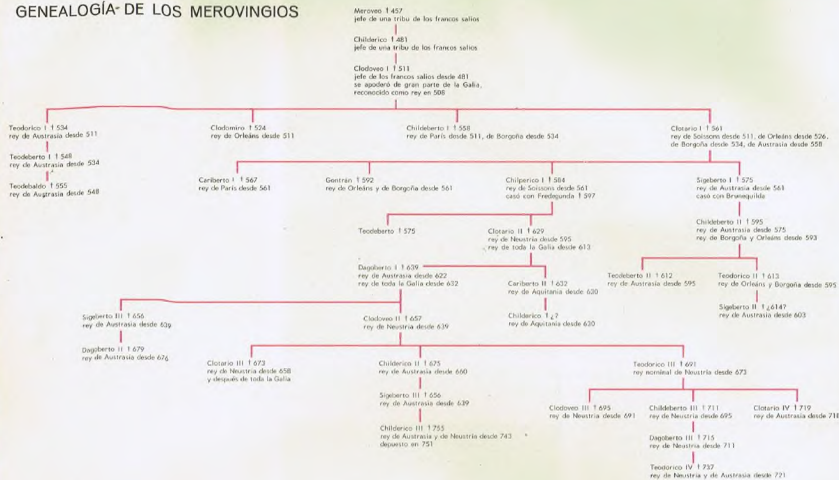 GENEALOGÍA DE LOS MEROVINGIOS
Meroveo † 457
jefe de una tribu de los francos salios
Childerico † 481
jefe de una tribu de los francos salios
Clodoveo I † 511
jefe de los francos salios desde 481
se apoderó de gran parte de la Galia,
reconocido como rey en 508
Teodorico I † 534
rey de Austrasia desde 511
Clodomiro † 524
rey de Orleáns desde 511
Childeberto I † 558
rey de París desde 511, de Borgoña desde 534
Clotario I † 561
rey de Soissons desde 511, de Orleáns desde 526,
de Borgoña desde 534, de Austrasia desde 558
Teodeberto I † 548
rey de Austrasia desde 534
Teodebaldo † 555
rey de Austrasia desde 548
Cariberto I † 567
rey de París desde 561
Gontrán † 592
rey de Orleáns y de Borgoña desde 561
Chilperico I † 584
rey de Soissons desde 561
casó con Fredegunda † 597
Sigeberto I † 575
rey de Austrasia desde 561
casó con Brunequilda
Childeberto II † 595
rey de Austrasia desde 575
rey de Borgoña y Orleáns desde 593
Teodeberto † 575
Clotario II † 629
rey de Neustria desde 595
rey de toda la Galia desde 613
Teodeberto II † 612
rey de Austrasia desde 595
Teodorico II † 613
rey de Orleáns y Borgoña desde 595
Sigeberto II † ¿614?
rey de Austrasia desde 603
Dagoberto I † 639
rey de Austrasia desde 622
rey de toda la Galia desde 632
Cariberto II † 632
rey de Aquitania desde 630
Childerico † ¿?
rey de Aquitania desde 630
Sigeberto III † 656
rey de Austrasia desde 639
Clodoveo II † 657
rey de Neustria desde 639
Dagoberto II † 679
rey de Austrasia desde 676
Clotario III † 673
rey de Neustria desde 658
y después de toda la Galia
Childerico II † 675
rey de Austrasia desde 660
Teodorico III † 691
rey nominal de Neustria desde 673
Sigeberto III † 656
rey de Austrasia desde 639
Childerico III † 755
rey de Austrasia y de Neustria desde 743
depuesto en 751
Clodoveo III † 695
rey de Neustria desde 691
Childeberto III † 711
rey de Neustria desde 695
Clotario IV † 719
rey de Austrasia desde 718
Dagoberto III † 715
rey de Neustria desde 711
Teodorico IV † 737
rey de Neustria y de Austrasia desde 721